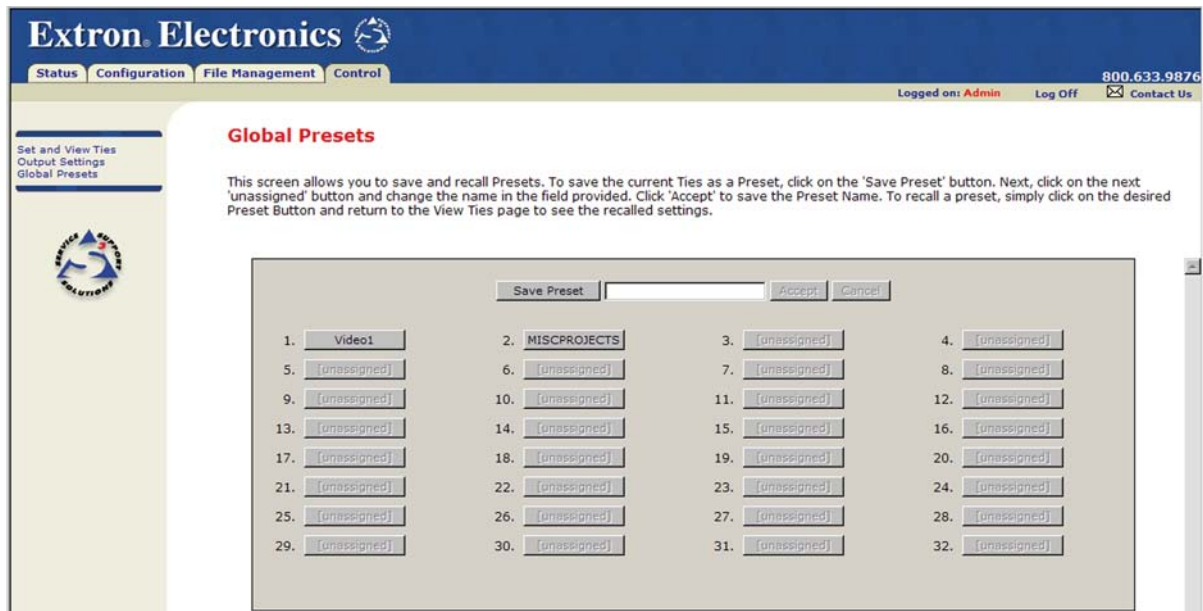 Extron® Electronics
Status Configuration File Management Control
800.633.9876
Logged on: Admin Log Off Contact Us
Set and View Ties
Output Settings
Global Presets
SERVICE SUPPORT SOLUTIONS
S3
Global Presets
This screen allows you to save and recall Presets. To save the current Ties as a Preset, click on the 'Save Preset' button. Next, click on the next
'unassigned' button and change the name in the field provided. Click 'Accept' to save the Preset Name. To recall a preset, simply click on the desired
Preset Button and return to the View Ties page to see the recalled settings.
Save Preset Accept Cancel
1. Video1 2. MISCPROJECTS 3. [unassigned] 4. [unassigned]
5. [unassigned] 6. [unassigned] 7. [unassigned] 8. [unassigned]
9. [unassigned] 10. [unassigned] 11. [unassigned] 12. [unassigned]
13. [unassigned] 14. [unassigned] 15. [unassigned] 16. [unassigned]
17. [unassigned] 18. [unassigned] 19. [unassigned] 20. [unassigned]
21. [unassigned] 22. [unassigned] 23. [unassigned] 24. [unassigned]
25. [unassigned] 26. [unassigned] 27. [unassigned] 28. [unassigned]
29. [unassigned] 30. [unassigned] 31. [unassigned] 32. [unassigned]